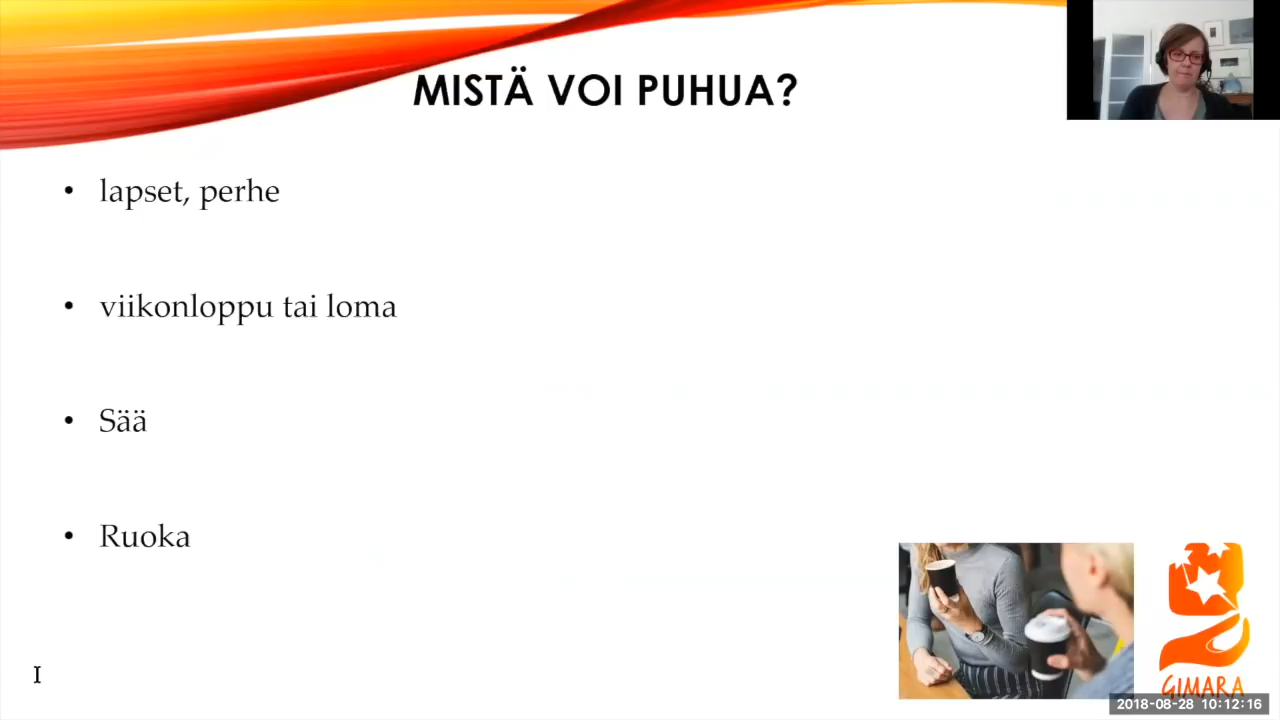 MISTÄ VOI PUHUA?
• lapset, perhe
• viikonloppu tai loma
• Sää
• Ruoka
GIMARA
2018-08-28 10:12:16